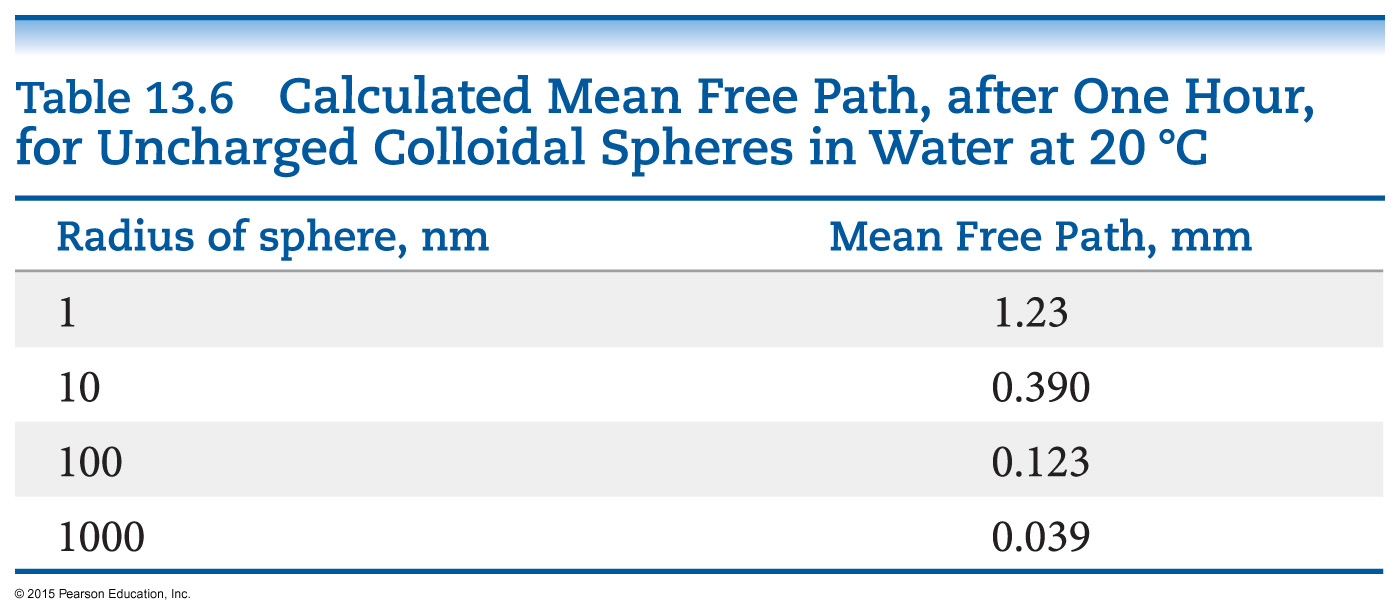 Table 13.6 Calculated Mean Free Path, after One Hour,
for Uncharged Colloidal Spheres in Water at 20 °C
Radius of sphere, nm Mean Free Path, mm
1 1.23
10 0.390
100 0.123
1000 0.039
© 2015 Pearson Education, Inc.